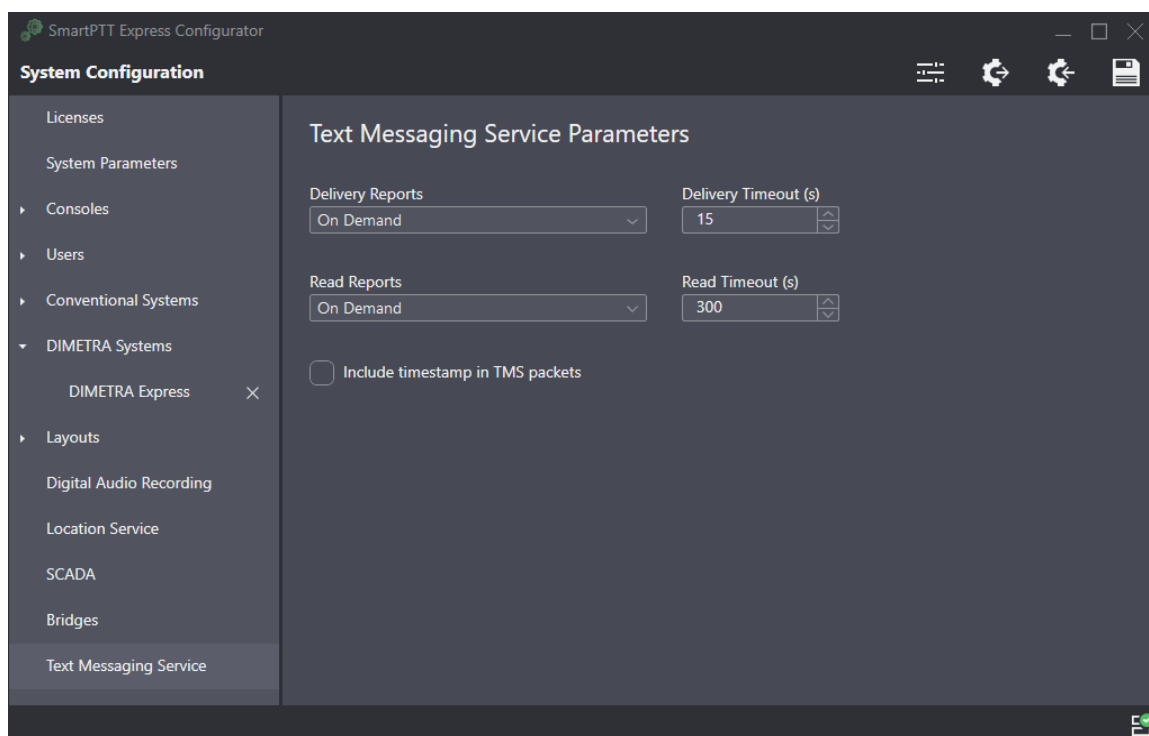 SmartPTT Express Configurator
System Configuration
Licenses
System Parameters
Consoles
Users
Conventional Systems
DIMETRA Systems
DIMETRA Express
Layouts
Digital Audio Recording
Location Service
SCADA
Bridges
Text Messaging Service
Text Messaging Service Parameters
Delivery Reports Delivery Timeout (s)
On Demand 15
Read Reports Read Timeout (s)
On Demand 300
Include timestamp in TMS packets